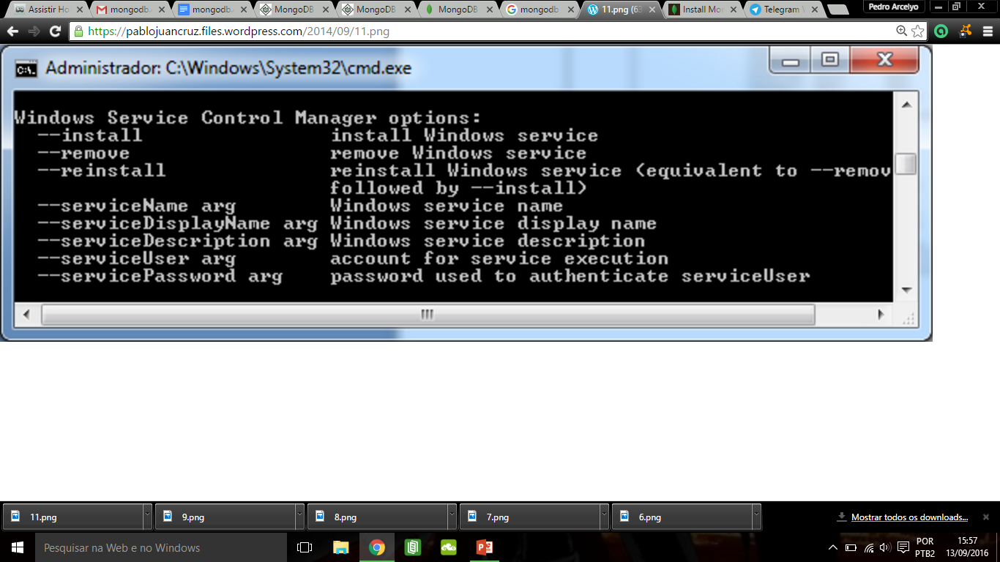 Assistir Ho
mongodb.
mongodb.
MongoDB
MongoDB
MongoDB
mongodb
11.png (63
Install Mo
Telegram
Pedro Arcelyo
https://pablojuancruz.files.wordpress.com/2014/09/11.png
Administrador: C:\Windows\System32\cmd.exe
Windows Service Control Manager options:
--install install Windows service
--remove remove Windows service
--reinstall reinstall Windows service (equivalent to --remov
followed by --install)
--serviceName arg Windows service name
--serviceDisplayName arg Windows service display name
--serviceDescription arg Windows service description
--serviceUser arg account for service execution
--servicePassword arg password used to authenticate serviceUser
11.png
9.png
8.png
7.png
6.png
Mostrar todos os downloads...
Pesquisar na Web e no Windows
POR
PTB2
15:57
13/09/2016